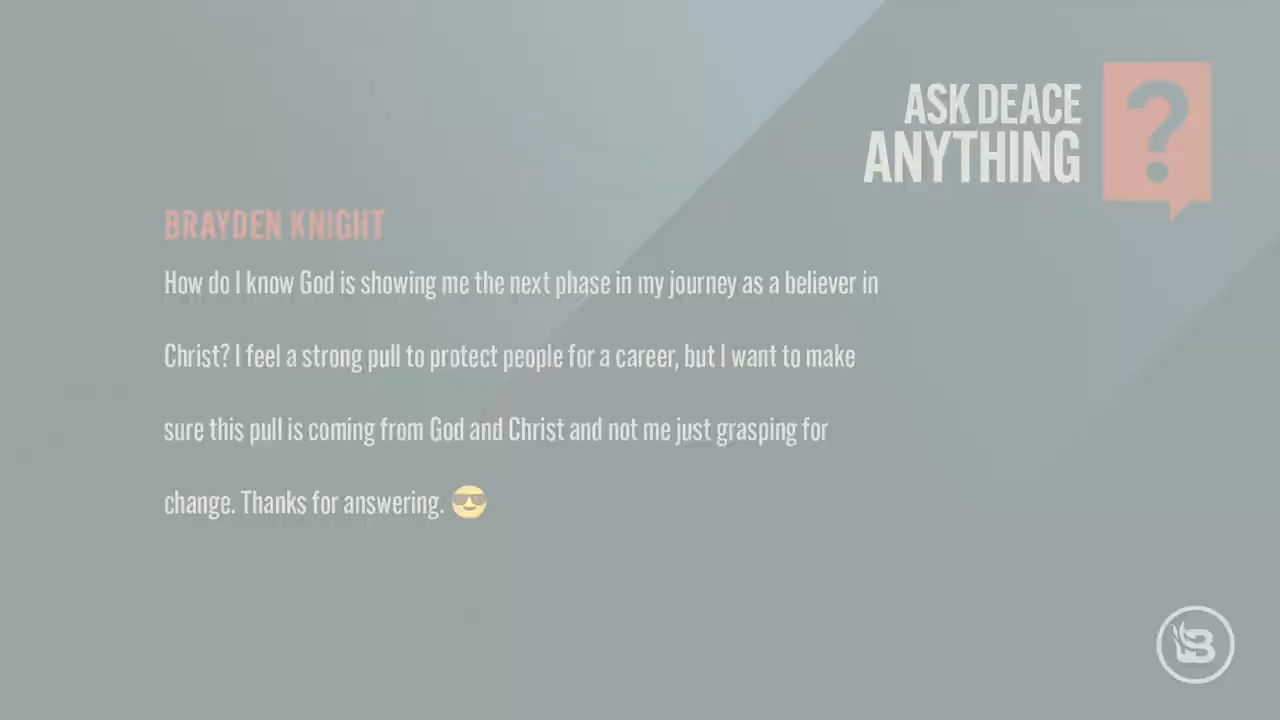 ASK DEACE
ANYTHING
?
BRAYDEN KNIGHT
How do I know God is showing me the next phase in my journey as a believer in
Christ? I feel a strong pull to protect people for a career, but I want to make
sure this pull is coming from God and Christ and not me just grasping for
change. Thanks for answering. 😎
B